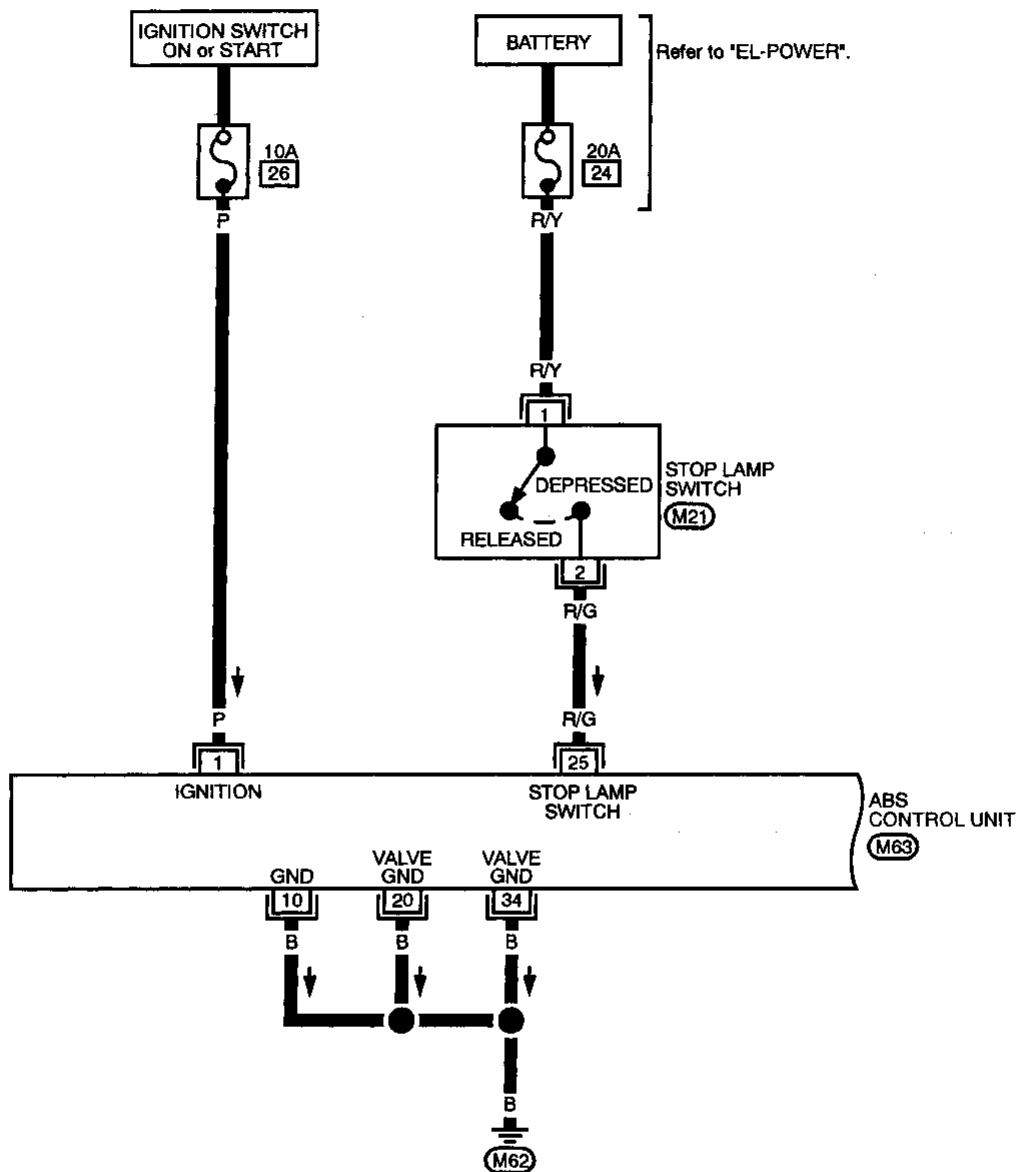 IGNITION SWITCH
ON or START
BATTERY
Refer to "EL-POWER".
10A
26
20A
24
P
R/Y
R/Y
1
DEPRESSED
RELEASED
STOP LAMP
SWITCH
M21
2
R/G
P
R/G
1
25
IGNITION
STOP LAMP
SWITCH
ABS
CONTROL UNIT
M63
GND
VALVE
GND
VALVE
GND
10
20
34
B
B
B
B
M62